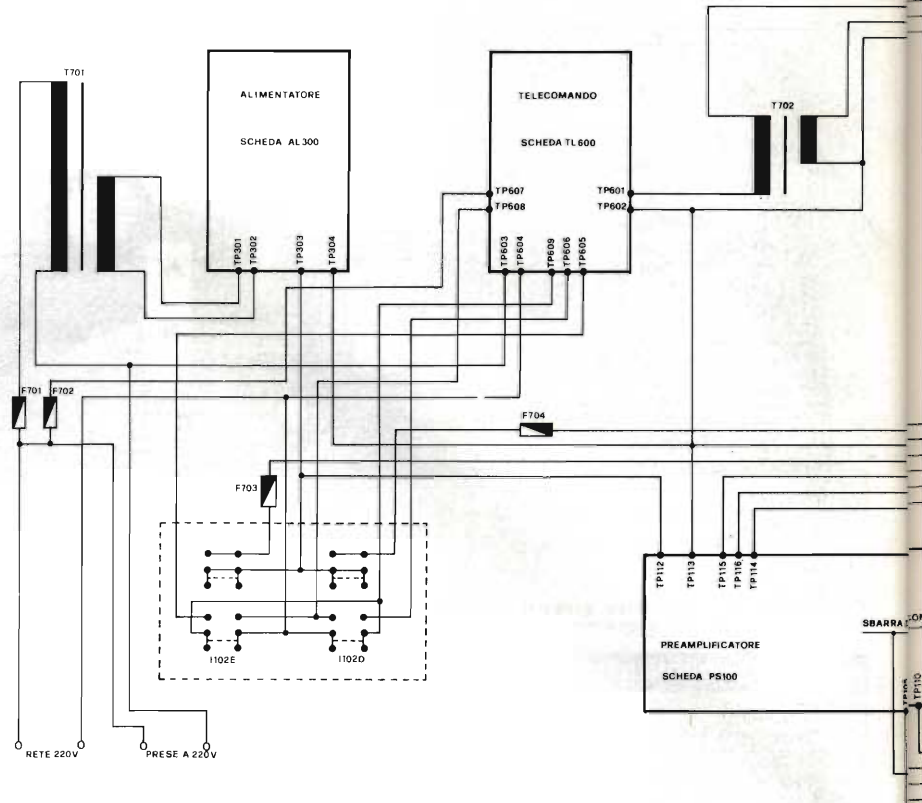 T701
ALIMENTATORE
SCHEDA AL300
TP301
TP302
TP303
TP304
TELECOMANDO
SCHEDA TL600
TP607
TP608
TP601
TP602
TP603
TP604
TP609
TP606
TP605
T702
F701
F702
F704
F703
I102E
I102D
TP112
TP113
TP115
TP116
TP114
PREAMPLIFICATORE
SCHEDA PS100
SBARRA
TP110
RETE 220V
PRESE A 220V